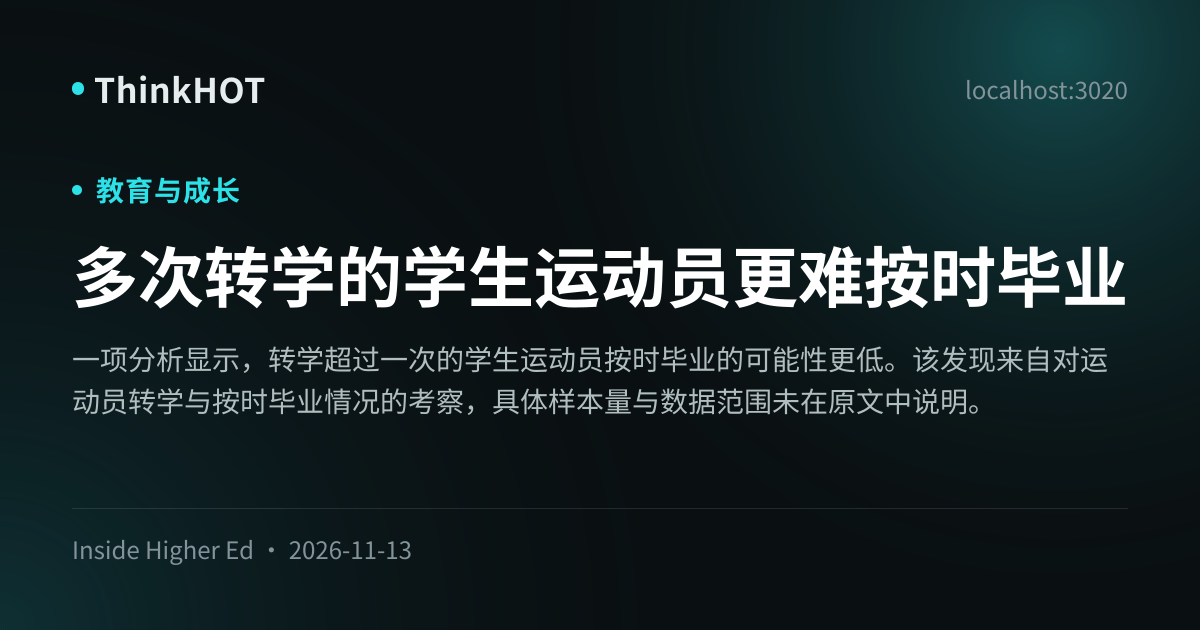 ThinkHOT
localhost:3020
教育与成长
多次转学的学生运动员更难按时毕业
一项分析显示，转学超过一次的学生运动员按时毕业的可能性更低。该发现来自对运
动员转学与按时毕业情况的考察，具体样本量与数据范围未在原文中说明。
Inside Higher Ed · 2026-11-13